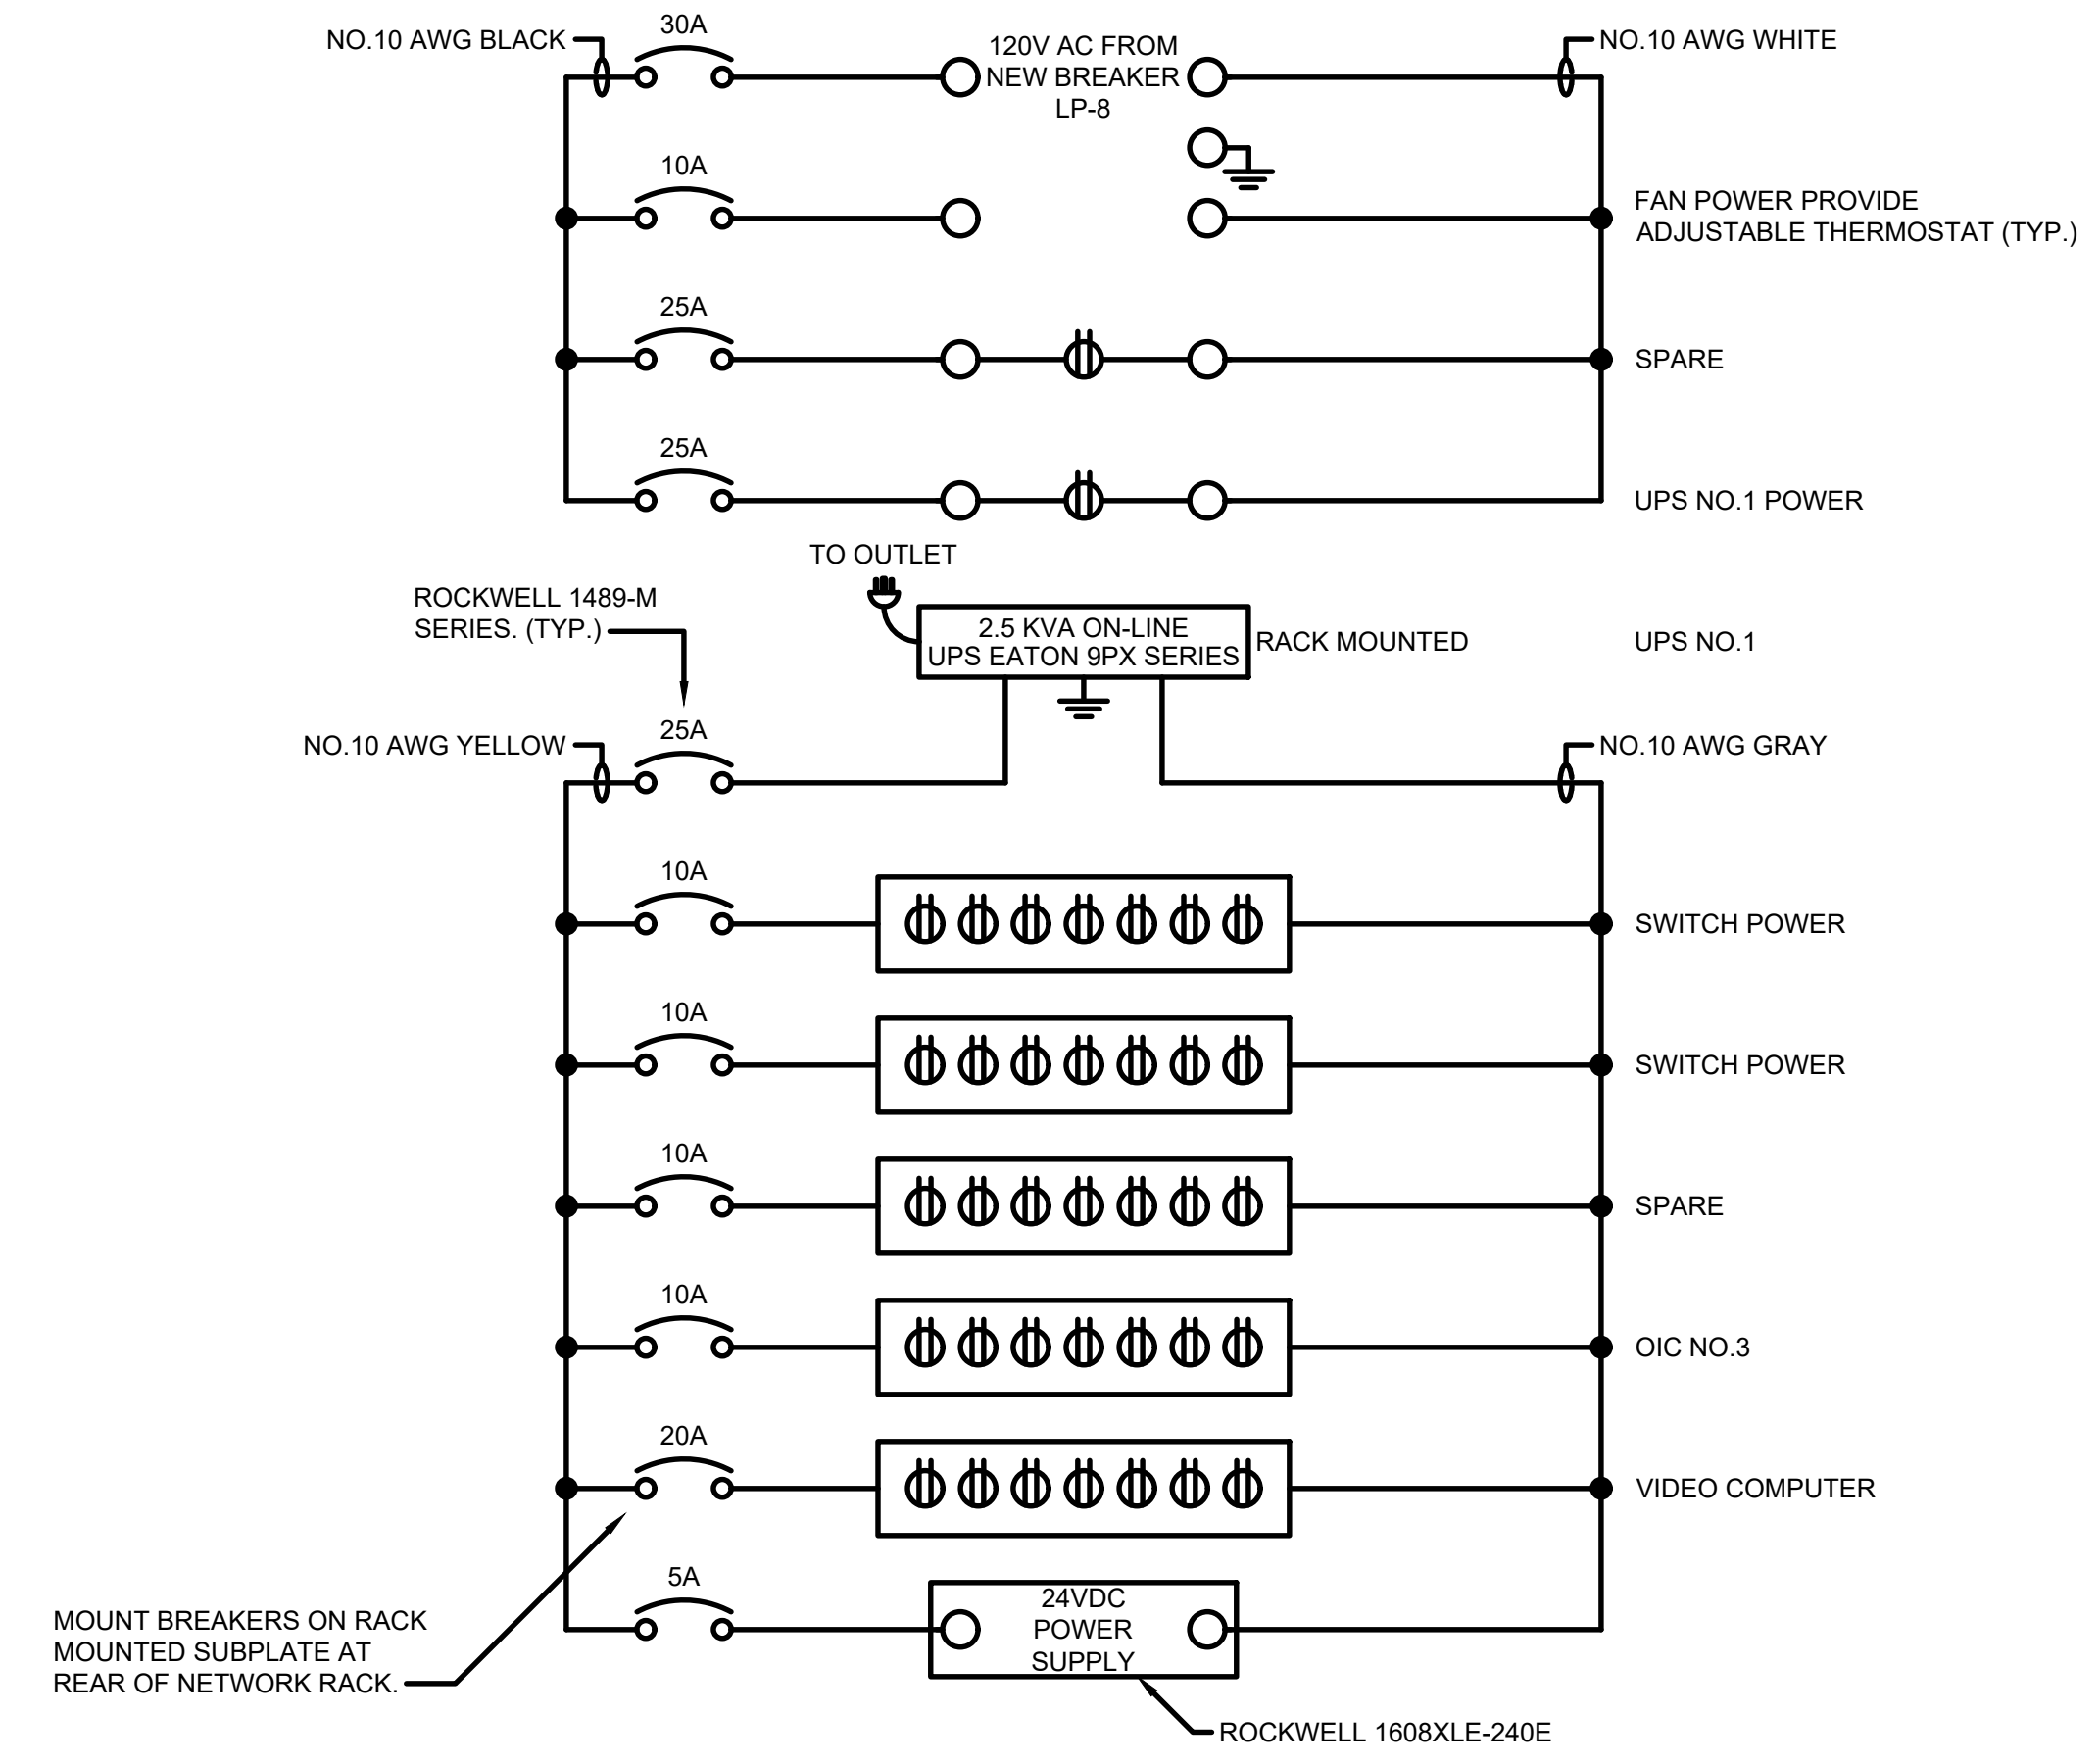 30A
NO.10 AWG BLACK
120V AC FROM
NEW BREAKER
LP-8
NO.10 AWG WHITE
10A
FAN POWER PROVIDE
ADJUSTABLE THERMOSTAT (TYP.)
25A
SPARE
25A
UPS NO.1 POWER
TO OUTLET
ROCKWELL 1489-M
SERIES. (TYP.)
2.5 KVA ON-LINE
UPS EATON 9PX SERIES
RACK MOUNTED
UPS NO.1
25A
NO.10 AWG YELLOW
NO.10 AWG GRAY
10A
SWITCH POWER
10A
SWITCH POWER
10A
SPARE
10A
OIC NO.3
20A
VIDEO COMPUTER
5A
24VDC
POWER
SUPPLY
MOUNT BREAKERS ON RACK
MOUNTED SUBPLATE AT
REAR OF NETWORK RACK.
ROCKWELL 1608XLE-240E